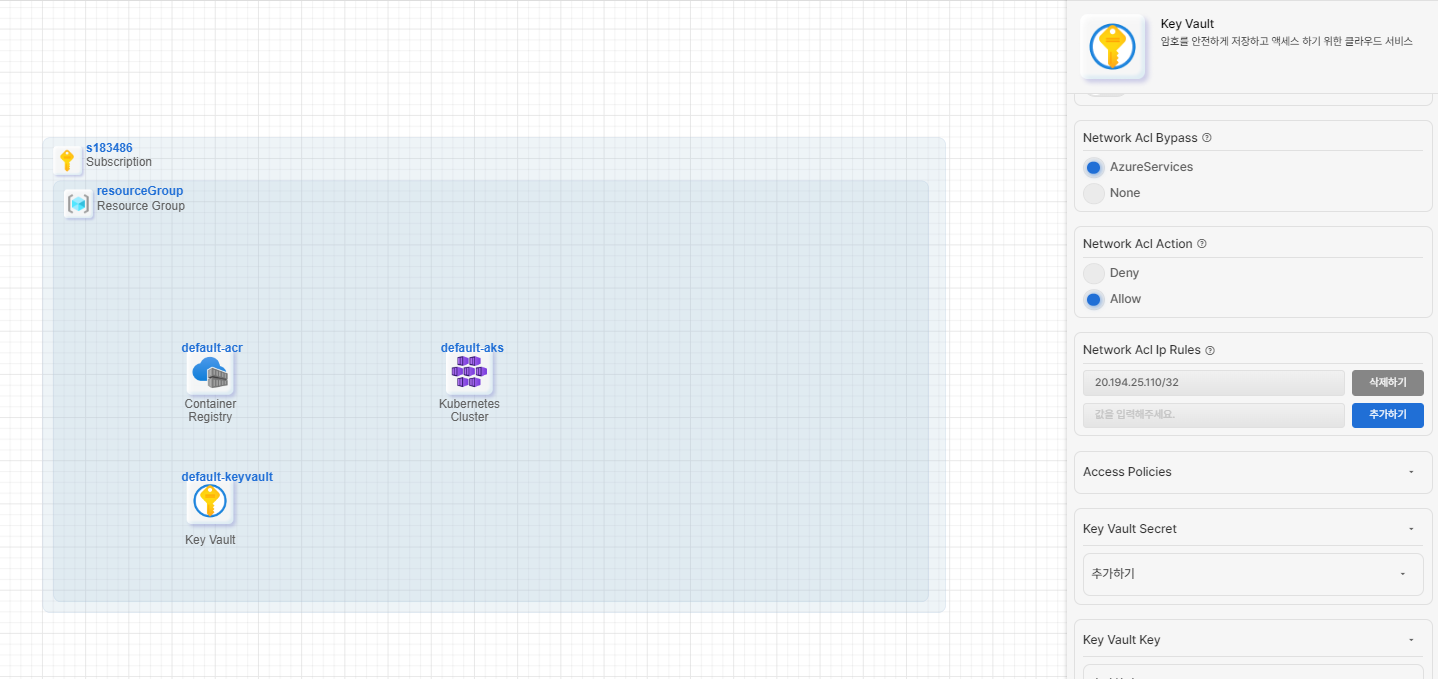 Key Vault
암호를 안전하게 저장하고 액세스 하기 위한 클라우드 서비스
s183486
Subscription
resourceGroup
Resource Group
default-acr
Container
Registry
default-aks
Kubernetes
Cluster
default-keyvault
Key Vault
Network Acl Bypass
AzureServices
None
Network Acl Action
Deny
Allow
Network Acl Ip Rules
20.194.25.110/32
삭제하기
값을 입력해주세요.
추가하기
Access Policies
Key Vault Secret
추가하기
Key Vault Key